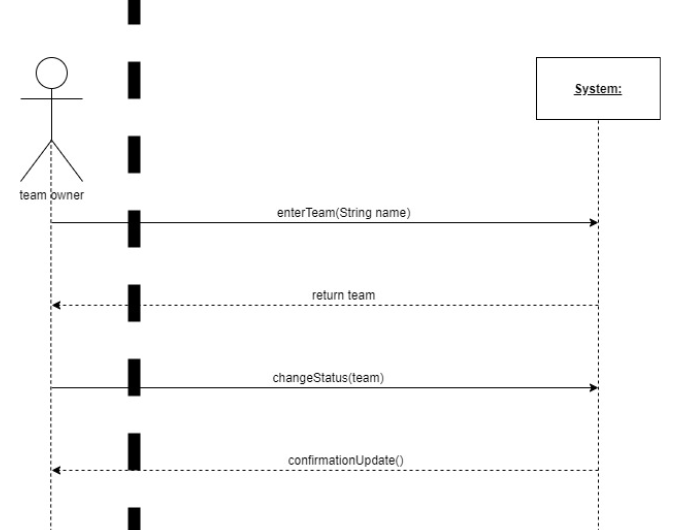 System:
team owner
enterTeam(String name)
return team
changeStatus(team)
confirmationUpdate()